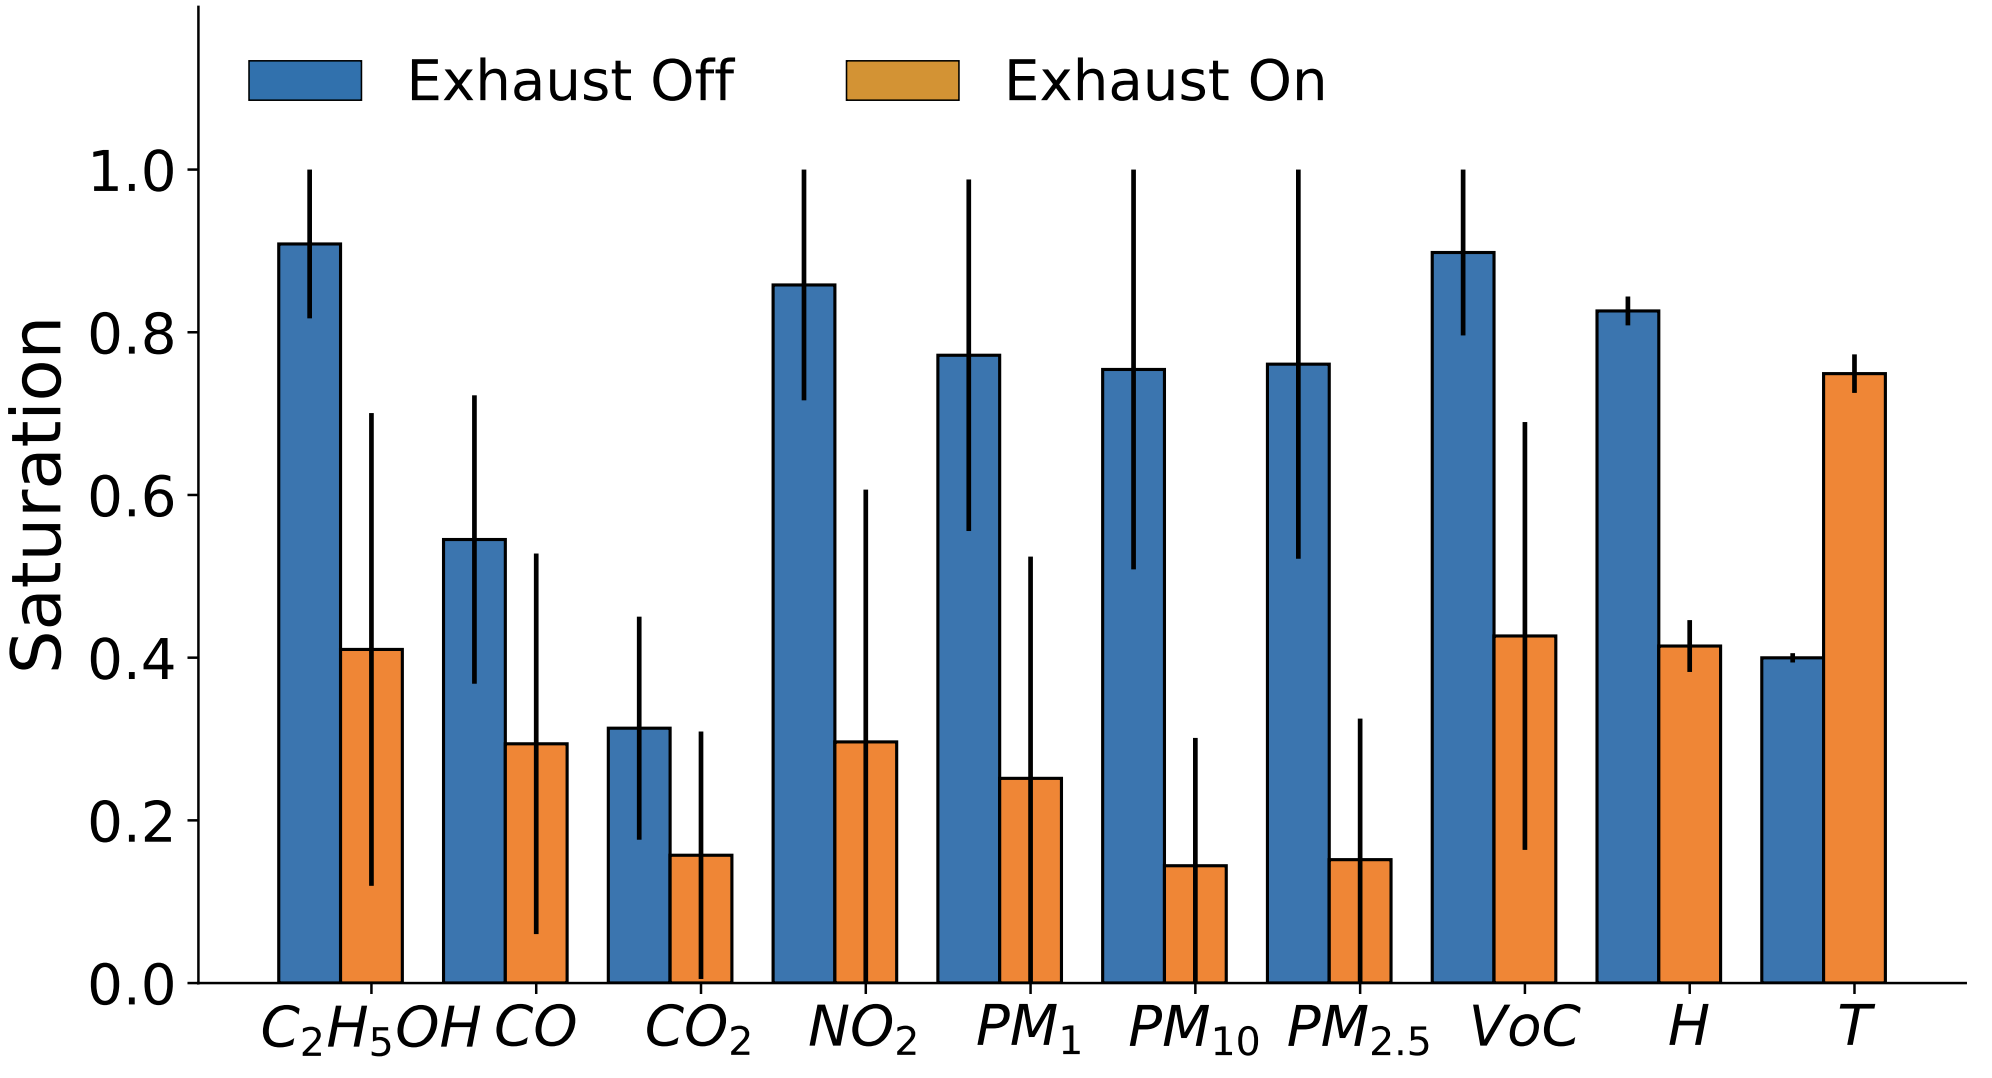 Exhaust Off Exhaust On
Saturation
1.0
0.8
0.6
0.4
0.2
0.0
C₂H₅OH CO CO₂ NO₂ PM₁ PM₁₀ PM₂.₅ VoC H T